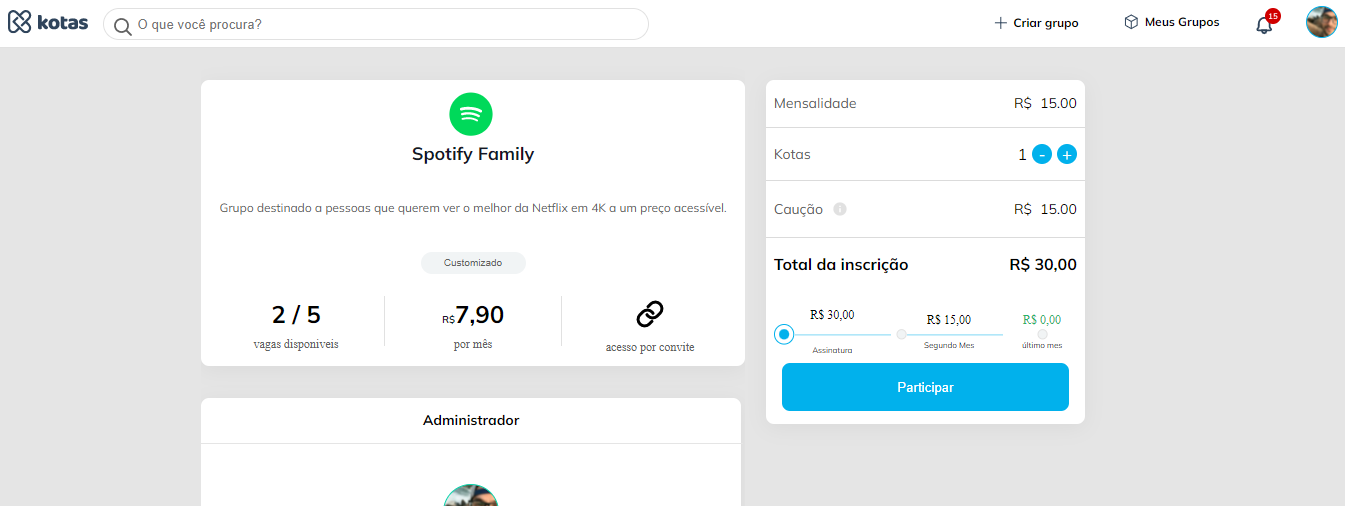 kotas
O que você procura?
Criar grupo
Meus Grupos
15
Spotify Family
Grupo destinado a pessoas que querem ver o melhor da Netflix em 4K a um preço acessível.
Customizado
2 / 5
vagas disponiveis
R$7,90
por mês
acesso por convite
Administrador
Mensalidade R$ 15.00
Kotas 1 - +
Caução i R$ 15.00
Total da inscrição R$ 30,00
R$ 30,00 R$ 15,00 R$ 0,00
Assinatura Segundo Mes último mes
Participar